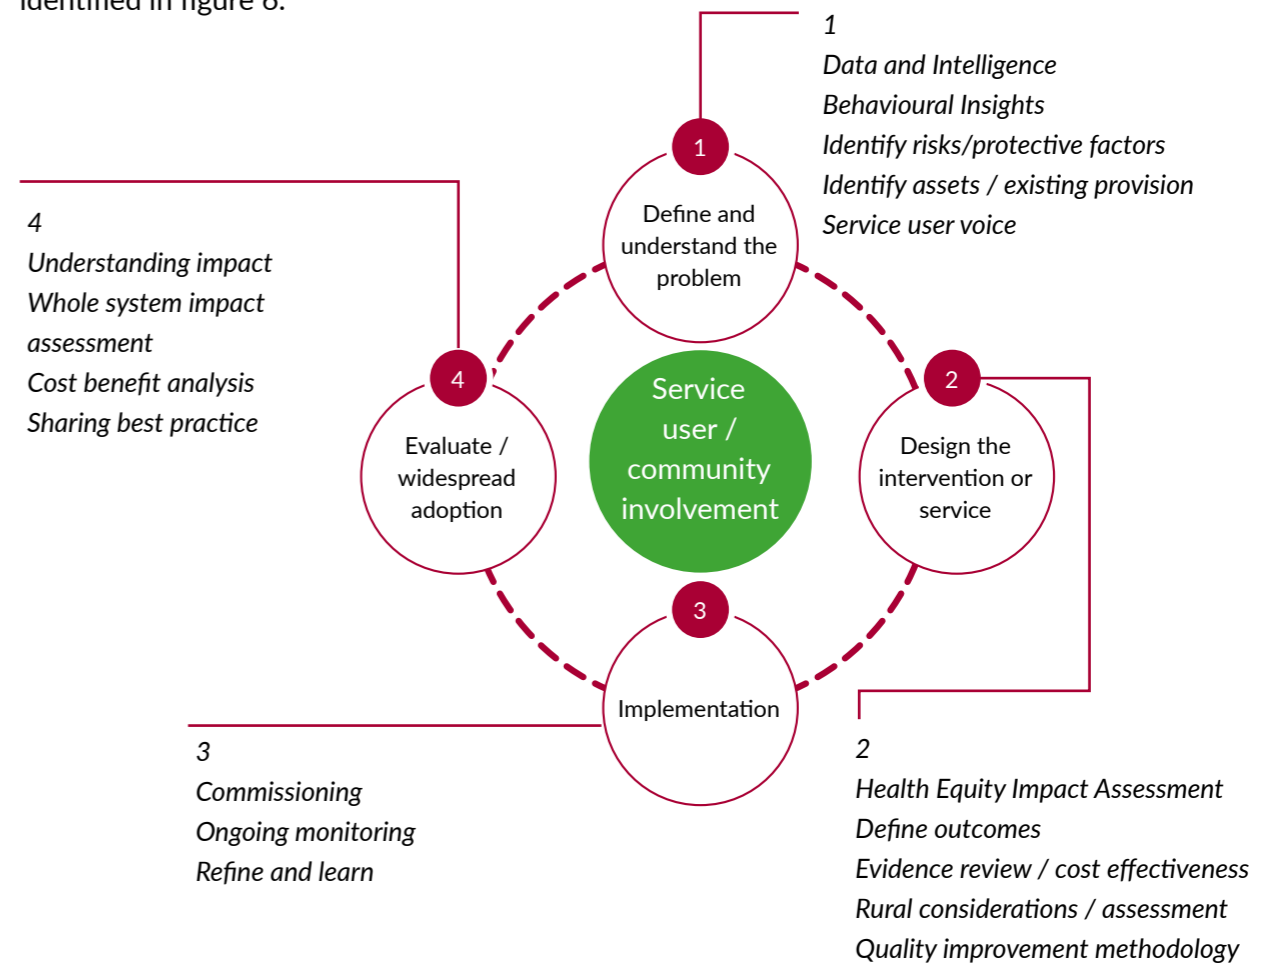 identified in figure 6.
1
Data and Intelligence
Behavioural Insights
Identify risks/protective factors
Identify assets / existing provision
Service user voice
1
Define and
understand the
problem
4
Understanding impact
Whole system impact
assessment
Cost benefit analysis
Sharing best practice
4
Evaluate /
widespread
adoption
Service
user /
community
involvement
2
Design the
intervention or
service
3
Implementation
3
Commissioning
Ongoing monitoring
Refine and learn
2
Health Equity Impact Assessment
Define outcomes
Evidence review / cost effectiveness
Rural considerations / assessment
Quality improvement methodology